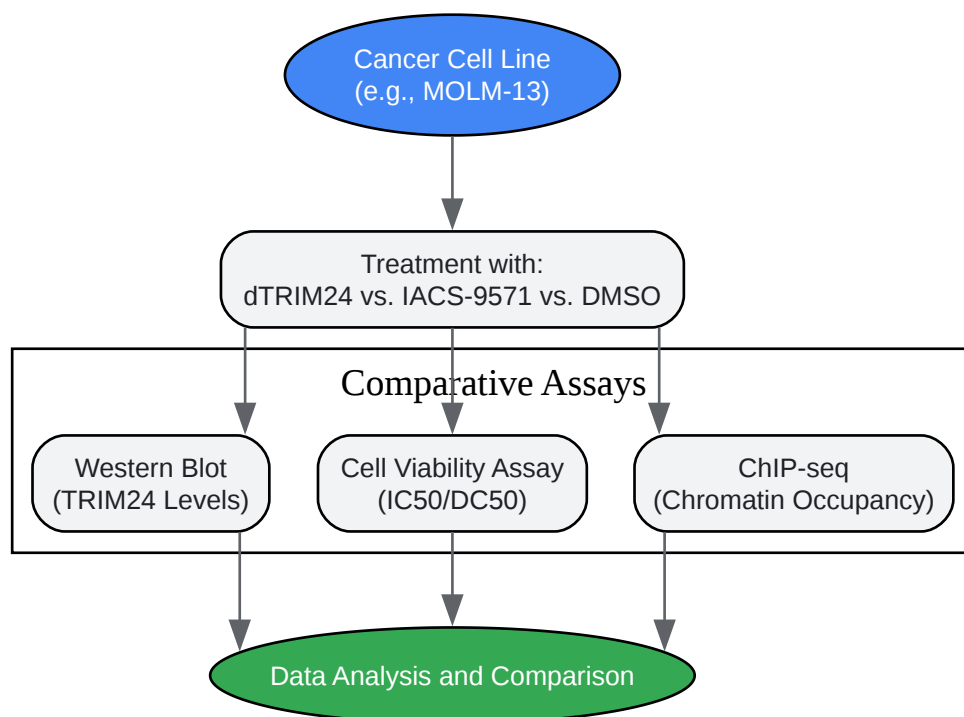 Cancer Cell Line
(e.g., MOLM-13)
Treatment with:
dTRIM24 vs. IACS-9571 vs. DMSO
Comparative Assays
Western Blot
(TRIM24 Levels)
Cell Viability Assay
(IC50/DC50)
ChIP-seq
(Chromatin Occupancy)
Data Analysis and Comparison